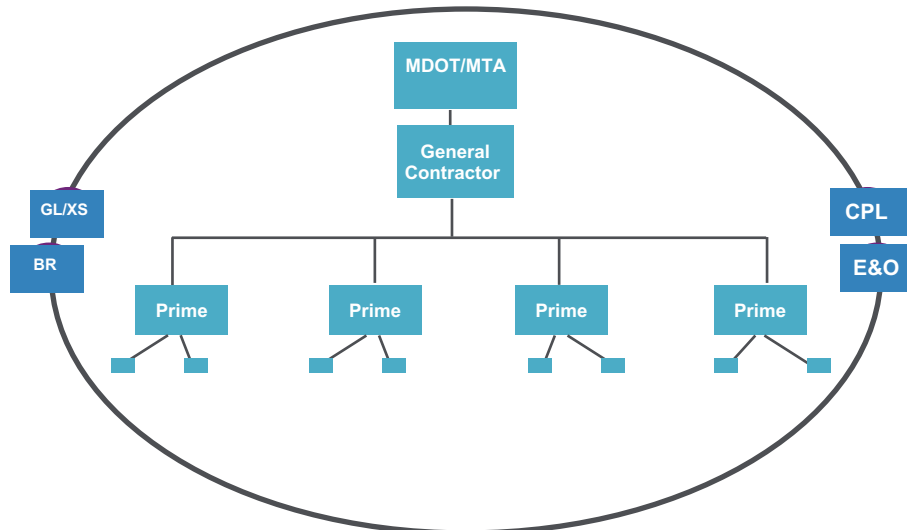 MDOT/MTA
General
Contractor
GL/XS
CPL
BR
E&O
Prime
Prime
Prime
Prime